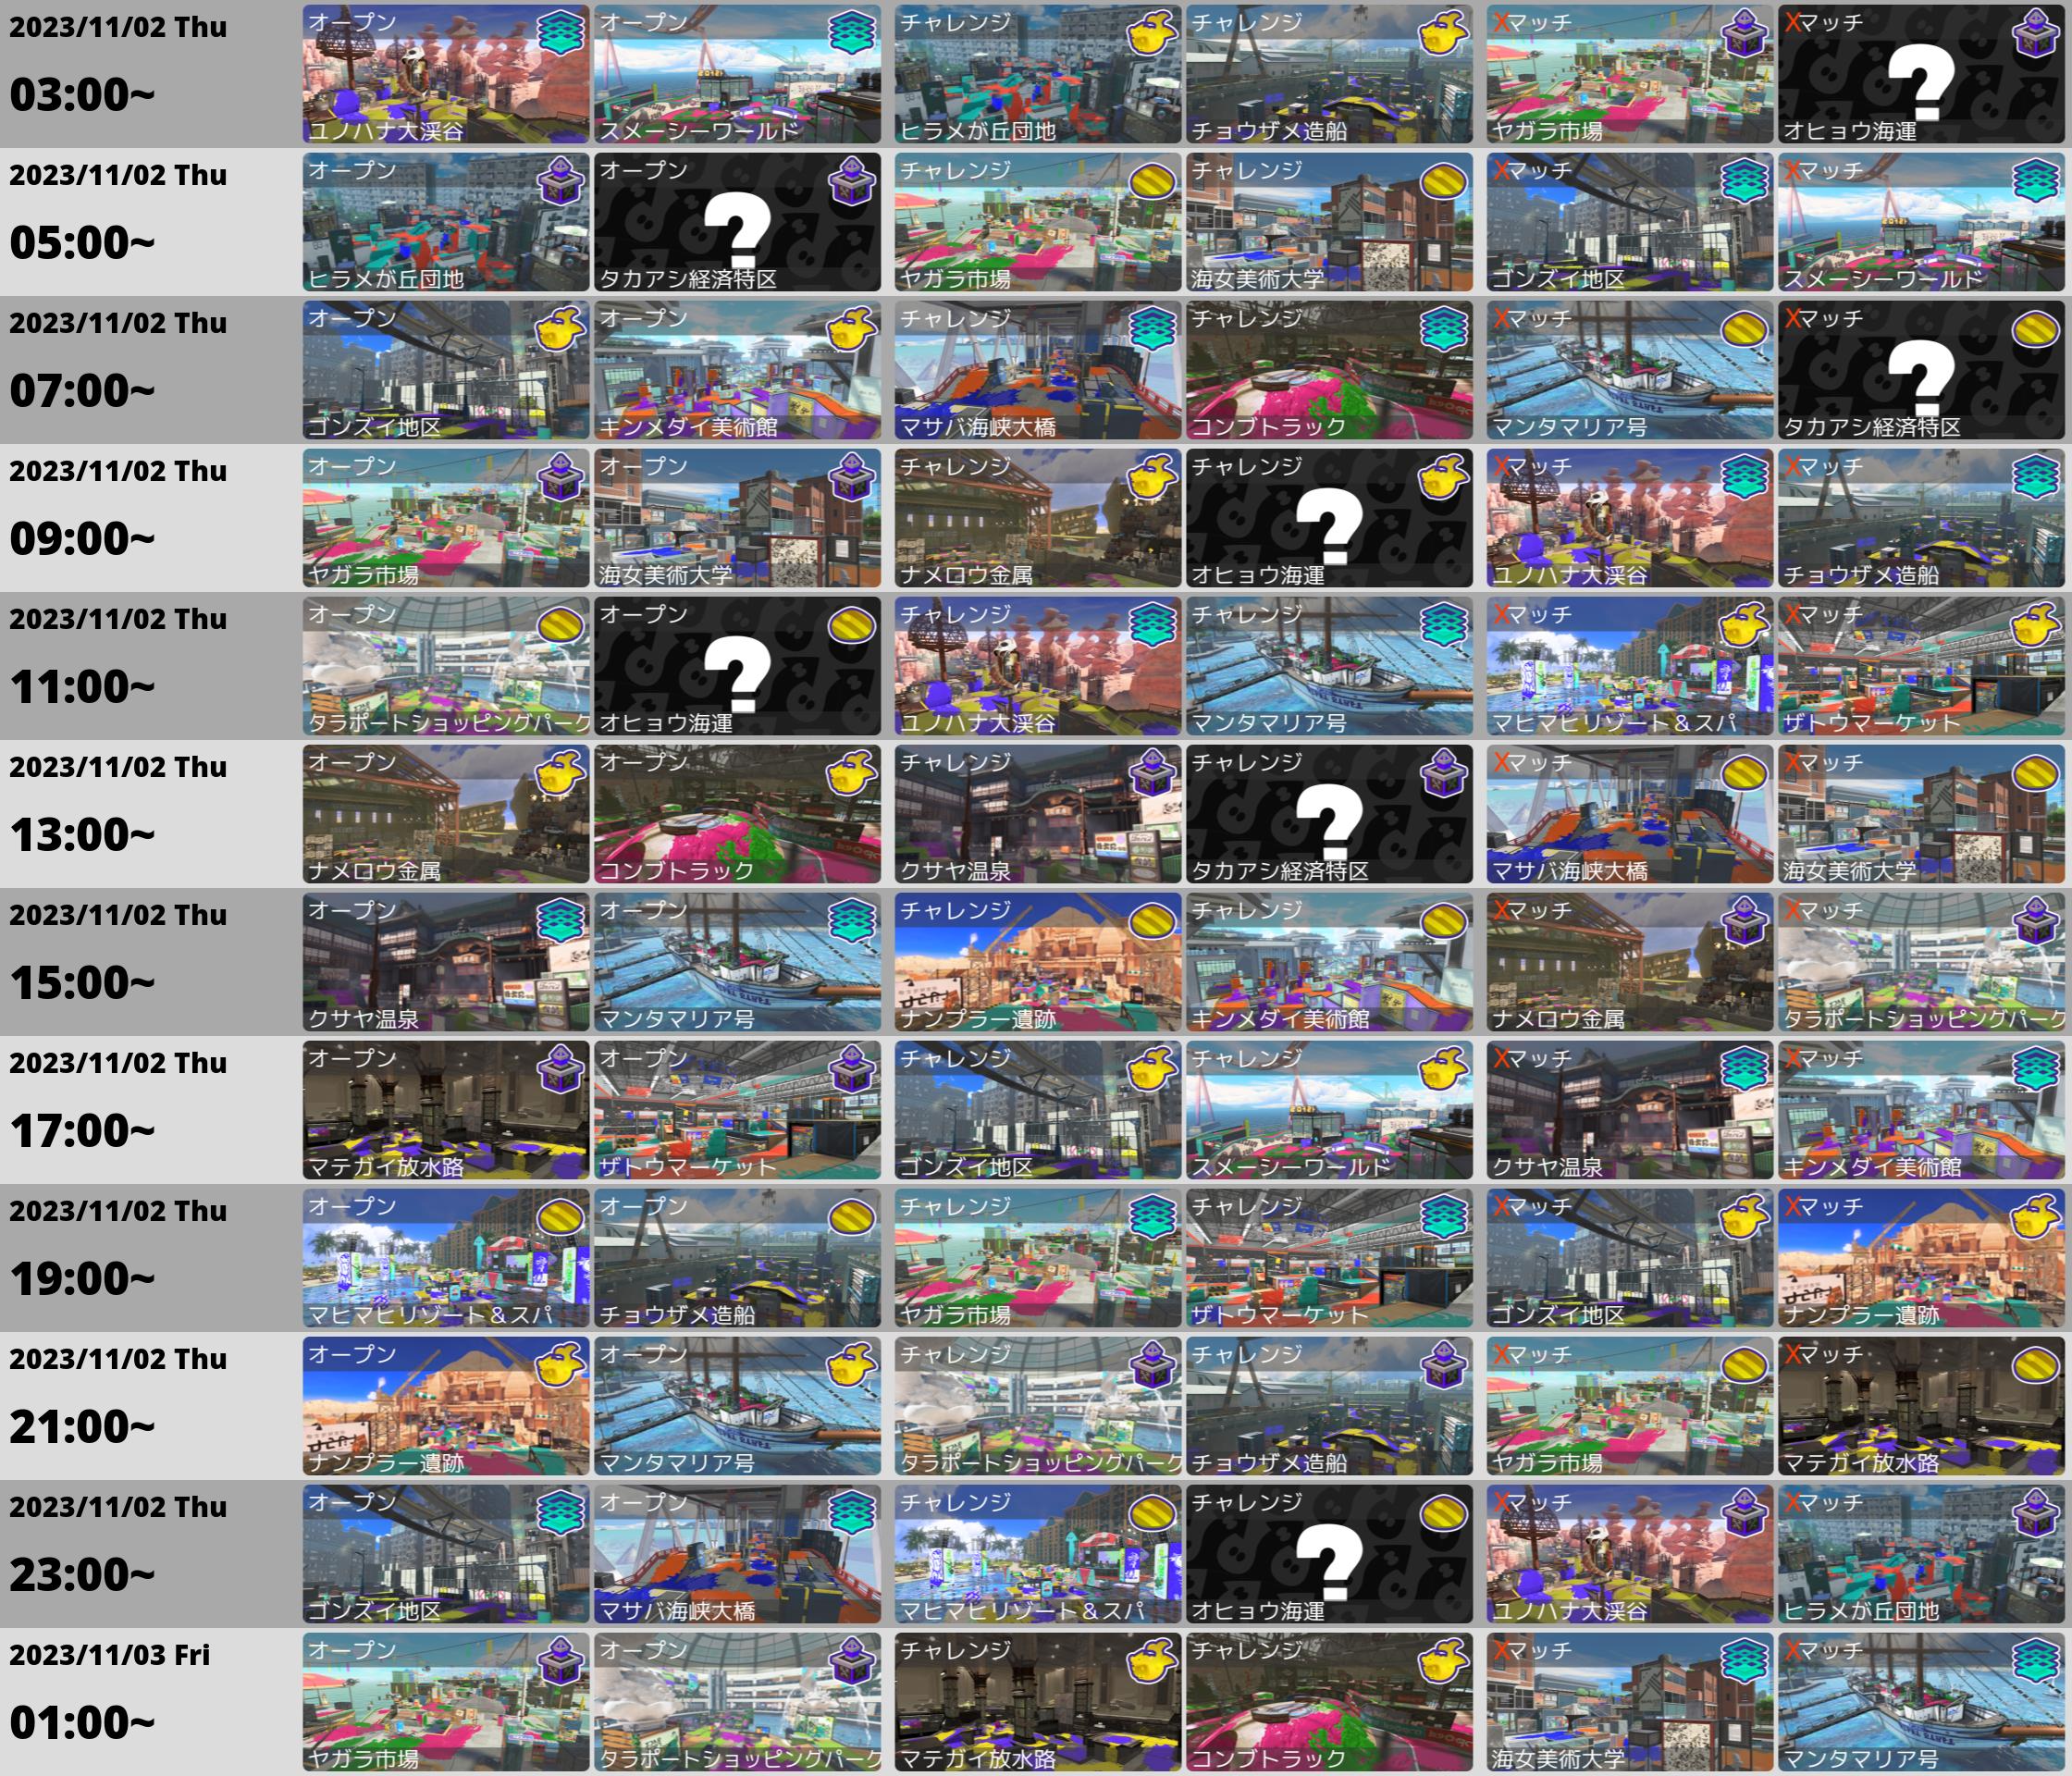 2023/11/02 Thu
03:00~
オープン
ユノハナ大渓谷
オープン
スメーシーワールド
チャレンジ
ヒラメが丘団地
チャレンジ
チョウザメ造船
Xマッチ
ヤガラ市場
Xマッチ
?
オヒョウ海運
2023/11/02 Thu
05:00~
オープン
ヒラメが丘団地
オープン
?
タカアシ経済特区
チャレンジ
ヤガラ市場
チャレンジ
海女美術大学
Xマッチ
ゴンズイ地区
Xマッチ
スメーシーワールド
2023/11/02 Thu
07:00~
オープン
ゴンズイ地区
オープン
キンメダイ美術館
チャレンジ
マサバ海峡大橋
チャレンジ
コンブトラック
Xマッチ
マンタマリア号
Xマッチ
?
タカアシ経済特区
2023/11/02 Thu
09:00~
オープン
ヤガラ市場
オープン
海女美術大学
チャレンジ
ナメロウ金属
チャレンジ
?
オヒョウ海運
Xマッチ
ユノハナ大渓谷
Xマッチ
チョウザメ造船
2023/11/02 Thu
11:00~
オープン
タラポートショッピングパーク
オープン
?
オヒョウ海運
チャレンジ
ユノハナ大渓谷
チャレンジ
マンタマリア号
Xマッチ
マヒマヒリゾート&スパ
Xマッチ
ザトウマーケット
2023/11/02 Thu
13:00~
オープン
ナメロウ金属
オープン
コンブトラック
チャレンジ
クサヤ温泉
チャレンジ
?
タカアシ経済特区
Xマッチ
マサバ海峡大橋
Xマッチ
海女美術大学
2023/11/02 Thu
15:00~
オープン
クサヤ温泉
オープン
マンタマリア号
チャレンジ
ナンプラー遺跡
チャレンジ
キンメダイ美術館
Xマッチ
ナメロウ金属
Xマッチ
タラポートショッピングパーク
2023/11/02 Thu
17:00~
オープン
マテガイ放水路
オープン
ザトウマーケット
チャレンジ
ゴンズイ地区
チャレンジ
スメーシーワールド
Xマッチ
クサヤ温泉
Xマッチ
キンメダイ美術館
2023/11/02 Thu
19:00~
オープン
マヒマヒリゾート&スパ
オープン
チョウザメ造船
チャレンジ
ヤガラ市場
チャレンジ
ザトウマーケット
Xマッチ
ゴンズイ地区
Xマッチ
ナンプラー遺跡
2023/11/02 Thu
21:00~
オープン
ナンプラー遺跡
オープン
マンタマリア号
チャレンジ
タラポートショッピングパーク
チャレンジ
チョウザメ造船
Xマッチ
ヤガラ市場
Xマッチ
マテガイ放水路
2023/11/02 Thu
23:00~
オープン
ゴンズイ地区
オープン
マサバ海峡大橋
チャレンジ
マヒマヒリゾート&スパ
チャレンジ
?
オヒョウ海運
Xマッチ
ユノハナ大渓谷
Xマッチ
ヒラメが丘団地
2023/11/03 Fri
01:00~
オープン
ヤガラ市場
オープン
タラポートショッピングパーク
チャレンジ
マテガイ放水路
チャレンジ
コンブトラック
Xマッチ
海女美術大学
Xマッチ
マンタマリア号